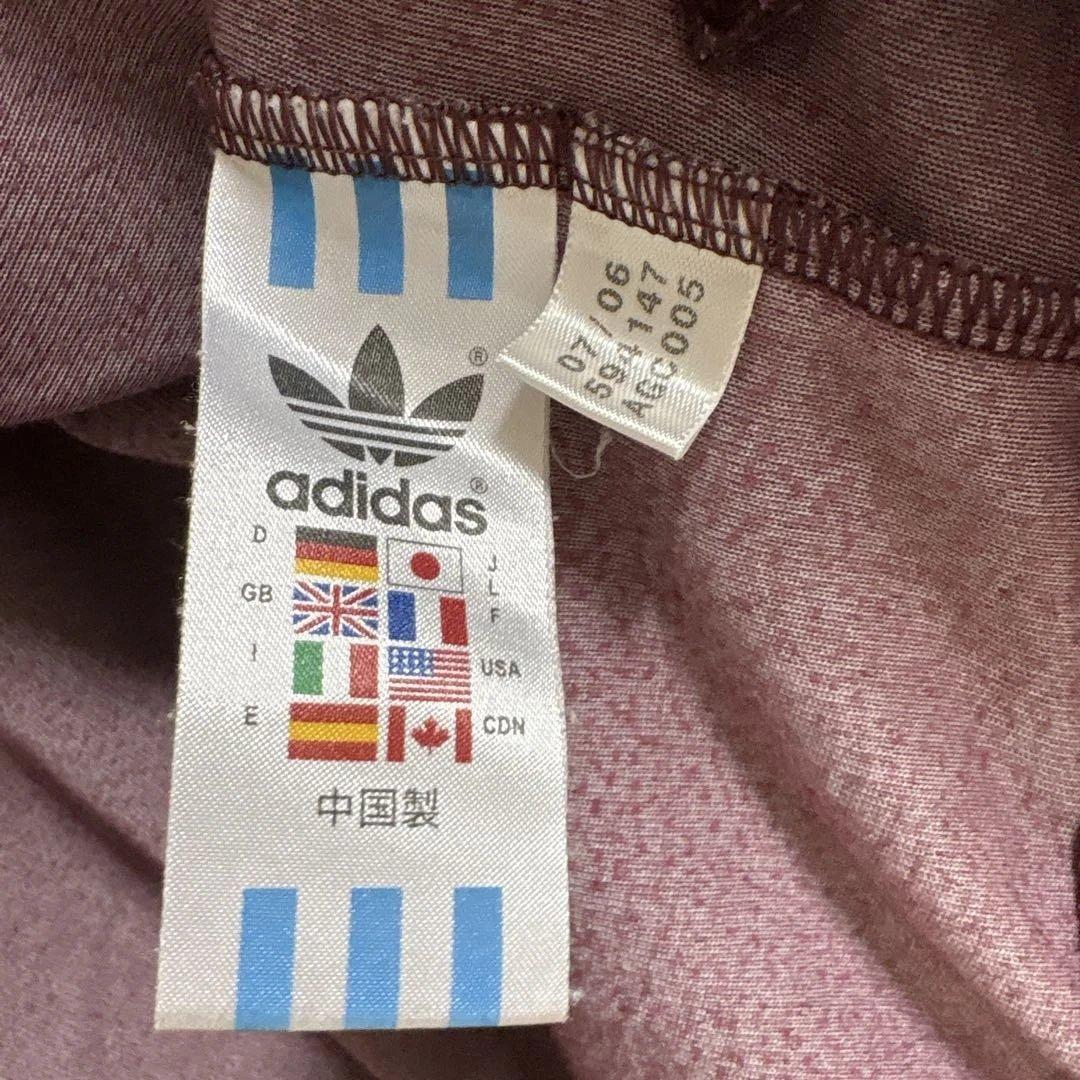 ®
adidas®
D
J
L
GB
F
I
USA
E
CDN
中国製
07/06
594147
AGC005